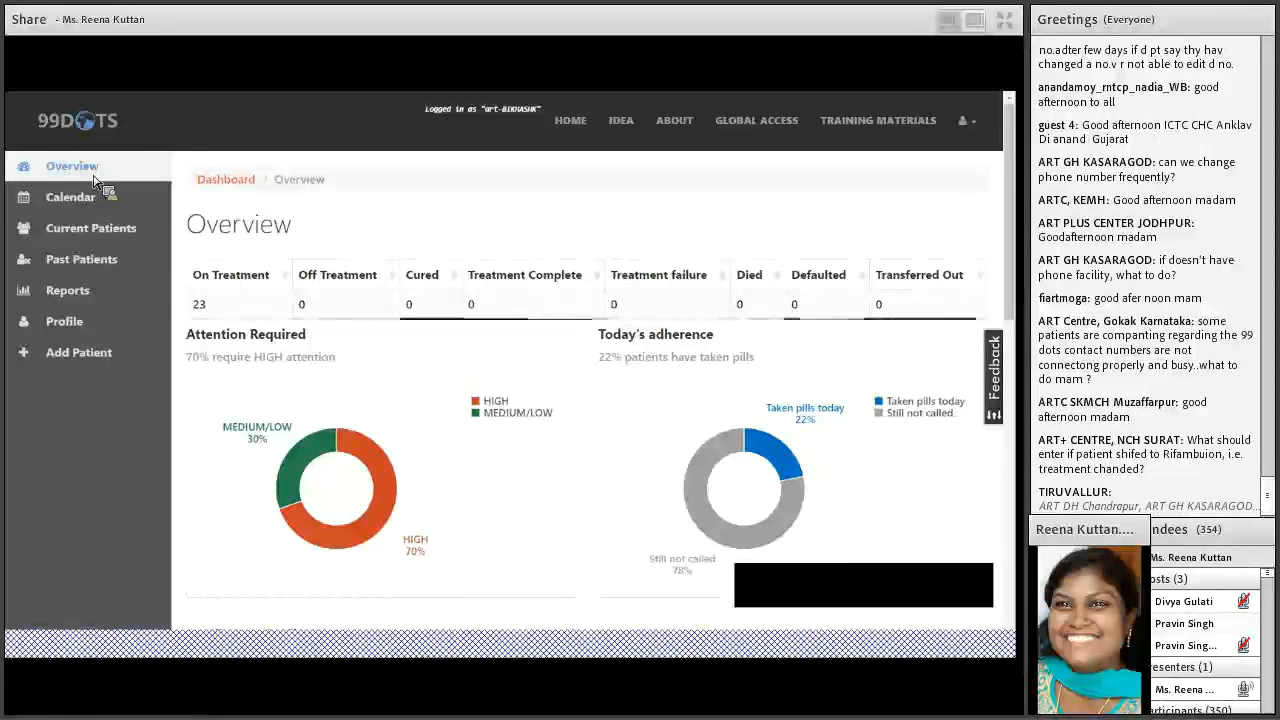 Share - Ms. Reena Kuttan
99DOTS
Logged in as "art-BIKHASHK"
HOME IDEA ABOUT GLOBAL ACCESS TRAINING MATERIALS
Overview
Calendar
Current Patients
Past Patients
Reports
Profile
Add Patient
Dashboard / Overview
Overview
On Treatment Off Treatment Cured Treatment Complete Treatment failure Died Defaulted Transferred Out
23 0 0 0 0 0 0 0
Attention Required
70% require HIGH attention
HIGH
MEDIUM/LOW
MEDIUM/LOW
30%
HIGH
70%
Today's adherence
22% patients have taken pills
Taken pills today
Still not called.
Taken pills today
22%
Still not called
78%
Feedback
Greetings (Everyone)
no.adter few days if d pt say thy hav
changed a no.v r not able to edit d no.
anandamoy_rntcp_nadia_WB: good
afternoon to all
guest 4: Good afternoon ICTC CHC Anklav
Di anand Gujarat
ART GH KASARAGOD: can we change
phone number frequently?
ARTC, KEMH: Good afternoon madam
ART PLUS CENTER JODHPUR:
Goodafternoon madam
ART GH KASARAGOD: if doesn't have
phone facility, what to do?
fiartmoga: good afer noon mam
ART Centre, Gokak Karnataka: some
patients are companting regarding the 99
dots contact numbers are not
connectong properly and busy..what to
do mam ?
ARTC SKMCH Muzaffarpur: good
afternoon madam
ART+ CENTRE, NCH SURAT: What should
enter if patient shifed to Rifambuion, i.e.
treatment chanded?
TIRUVALLUR:
ART DH Chandrapur, ART GH KASARAGOD...
Reena Kuttan....
ndees (354)
Ms. Reena Kuttan
osts (3)
Divya Gulati
Pravin Singh
Pravin Sing...
resenters (1)
Ms. Reena ...
articipants (350)